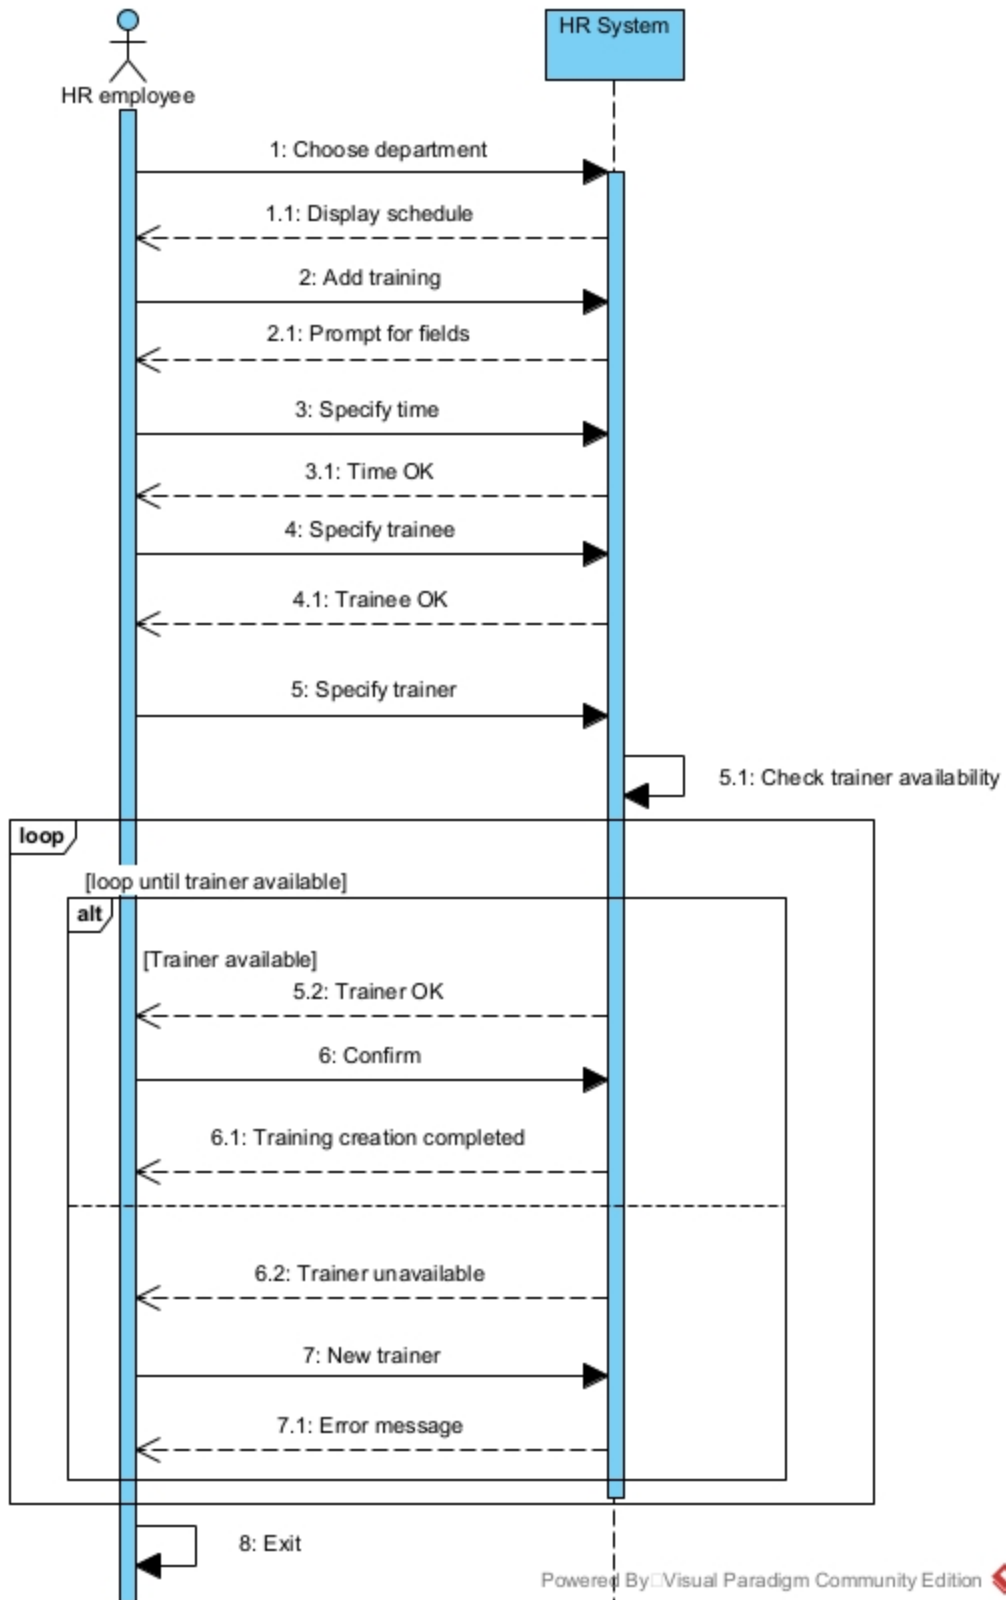 HR System
HR employee
1: Choose department
1.1: Display schedule
2: Add training
2.1: Prompt for fields
3: Specify time
3.1: Time OK
4: Specify trainee
4.1: Trainee OK
5: Specify trainer
5.1: Check trainer availability
loop
[loop until trainer available]
alt
[Trainer available]
5.2: Trainer OK
6: Confirm
6.1: Training creation completed
6.2: Trainer unavailable
7: New trainer
7.1: Error message
8: Exit
Powered By Visual Paradigm Community Edition